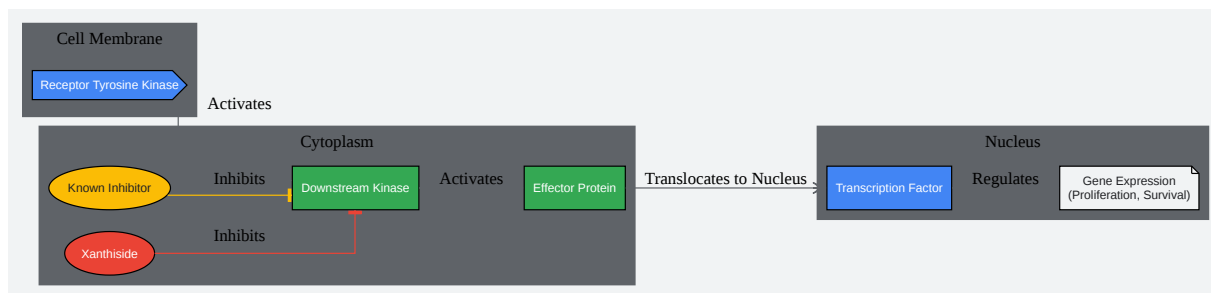 Cell Membrane
Receptor Tyrosine Kinase
Activates
Cytoplasm
Known Inhibitor
Inhibits
Downstream Kinase
Activates
Effector Protein
Xanthiside
Inhibits
Translocates to Nucleus
Nucleus
Transcription Factor
Regulates
Gene Expression
(Proliferation, Survival)